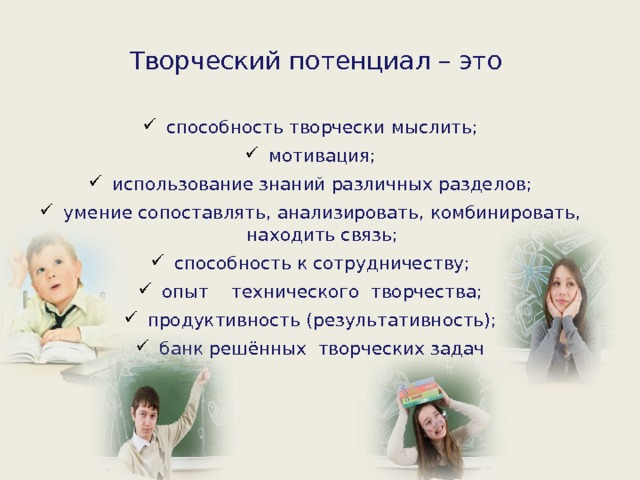 Творческий потенциал – это
✓ способность творчески мыслить;
✓ мотивация;
✓ использование знаний различных разделов;
✓ умение сопоставлять, анализировать, комбинировать,
находить связь;
✓ способность к сотрудничеству;
✓ опыт технического творчества;
✓ продуктивность (результативность);
✓ банк решённых творческих задач